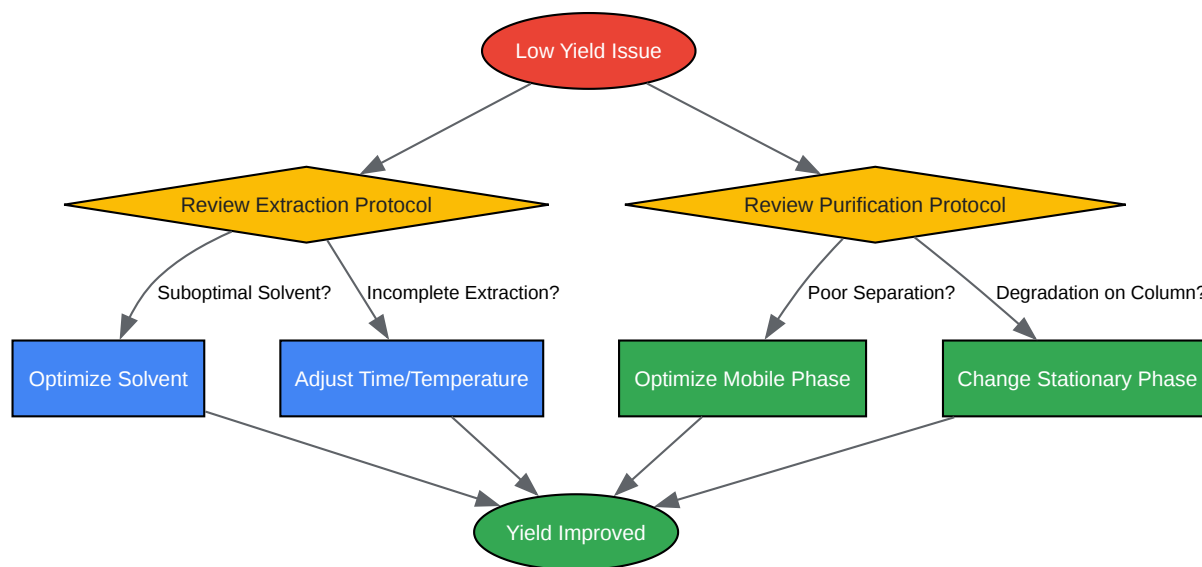 Low Yield Issue
Review Extraction Protocol
Review Purification Protocol
Suboptimal Solvent?
Incomplete Extraction?
Poor Separation?
Degradation on Column?
Optimize Solvent
Adjust Time/Temperature
Optimize Mobile Phase
Change Stationary Phase
Yield Improved